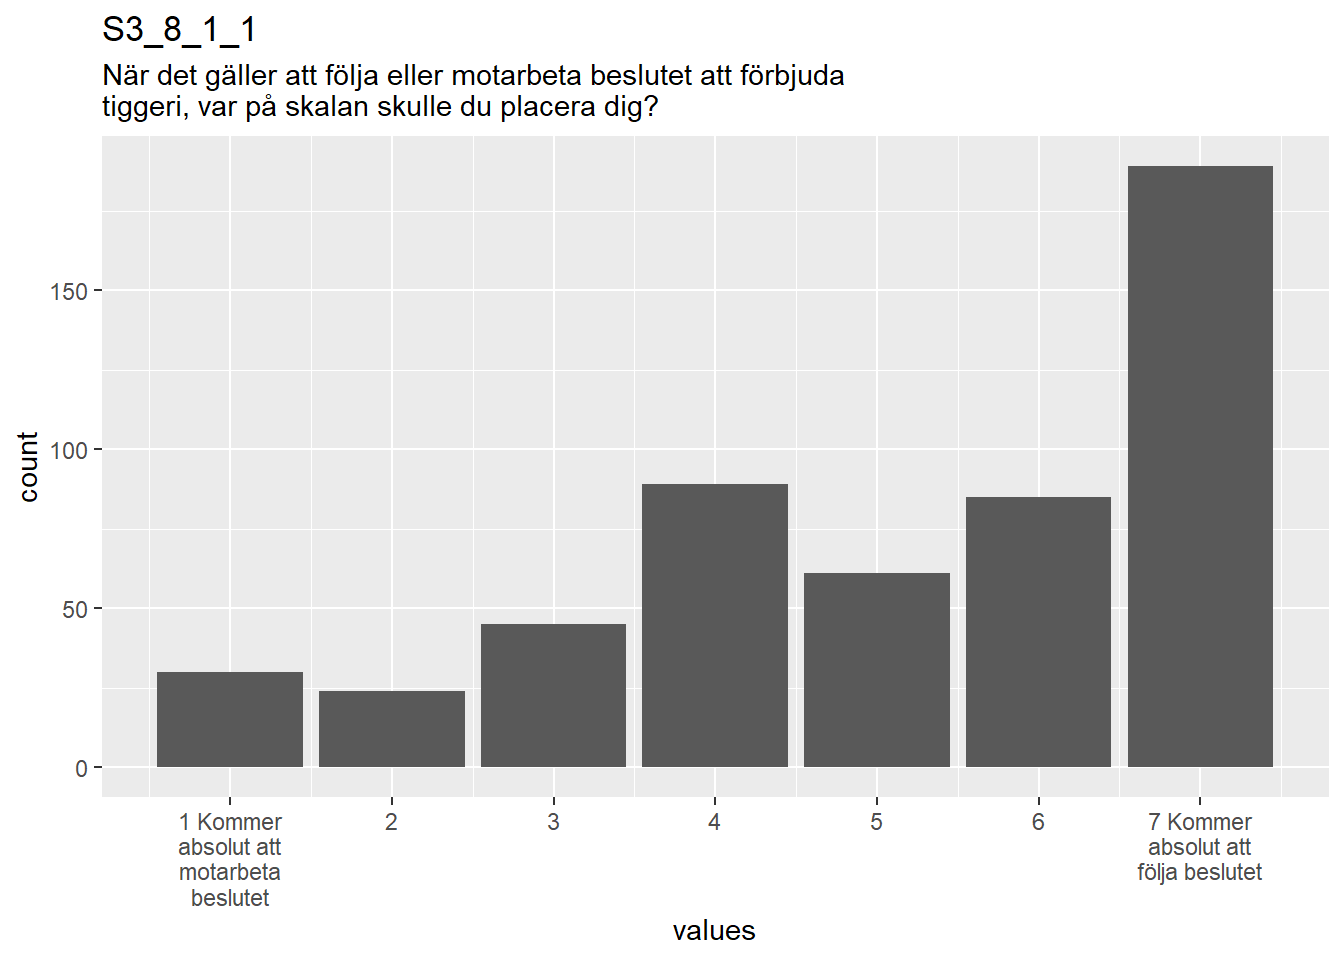 S3_8_1_1
När det gäller att följa eller motarbeta beslutet att förbjuda
tiggeri, var på skalan skulle du placera dig?
count
150
100
50
0
1 Kommer
absolut att
motarbeta
beslutet
2
3
4
5
6
7 Kommer
absolut att
följa beslutet
values